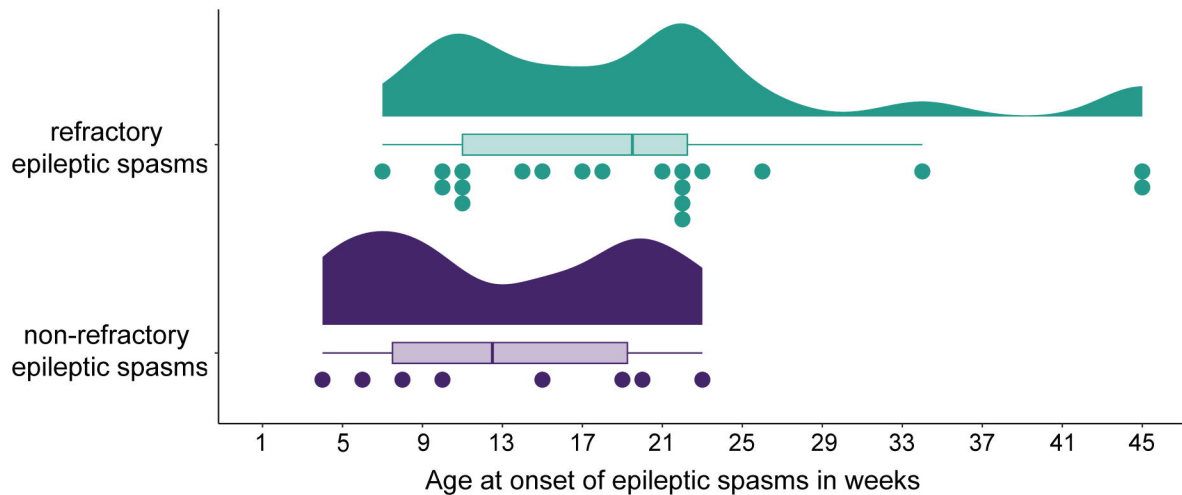 refractory
epileptic spasms
non-refractory
epileptic spasms
1 5 9 13 17 21 25 29 33 37 41 45
Age at onset of epileptic spasms in weeks